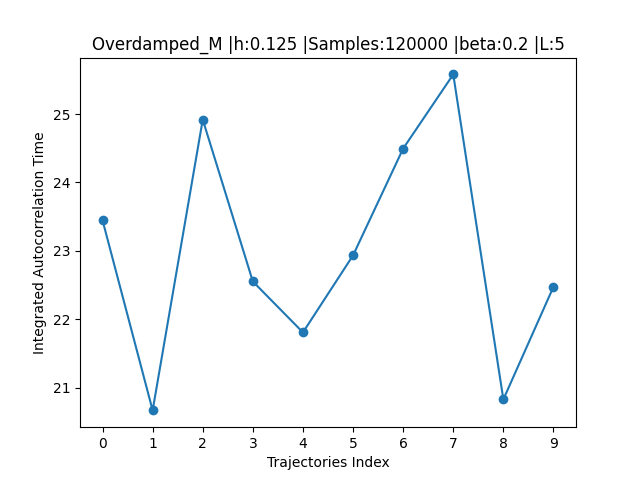 Overdamped_M |h:0.125 |Samples:120000 |beta:0.2 |L:5
Integrated Autocorrelation Time
25
24
23
22
21
0 1 2 3 4 5 6 7 8 9
Trajectories Index